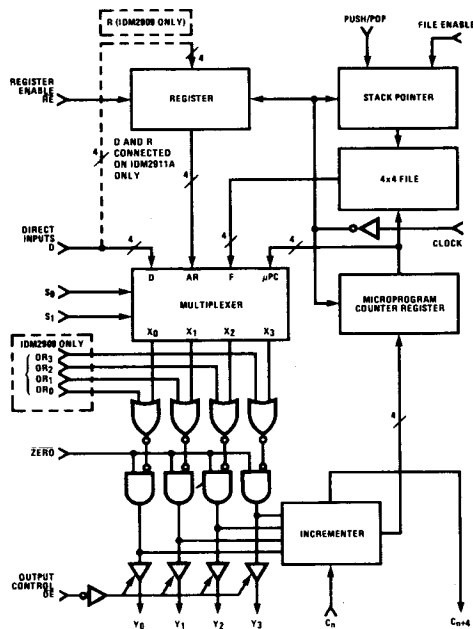 R (IDM2909 ONLY)
PUSH/POP
FILE ENABLE
4
REGISTER
ENABLE
RE
REGISTER
STACK POINTER
4
D AND R
CONNECTED
ON IDM2911A
ONLY
4
4
4x4 FILE
4
CLOCK
DIRECT
INPUTS
D
4
D
AR
F
μPC
MULTIPLEXER
X0
X1
X2
X3
S0
S1
MICROPROGRAM
COUNTER REGISTER
IDM2909 ONLY
OR3
OR2
OR1
OR0
4
ZERO
INCREMENTER
OUTPUT
CONTROL
OE
Y0
Y1
Y2
Y3
Cn
Cn+4